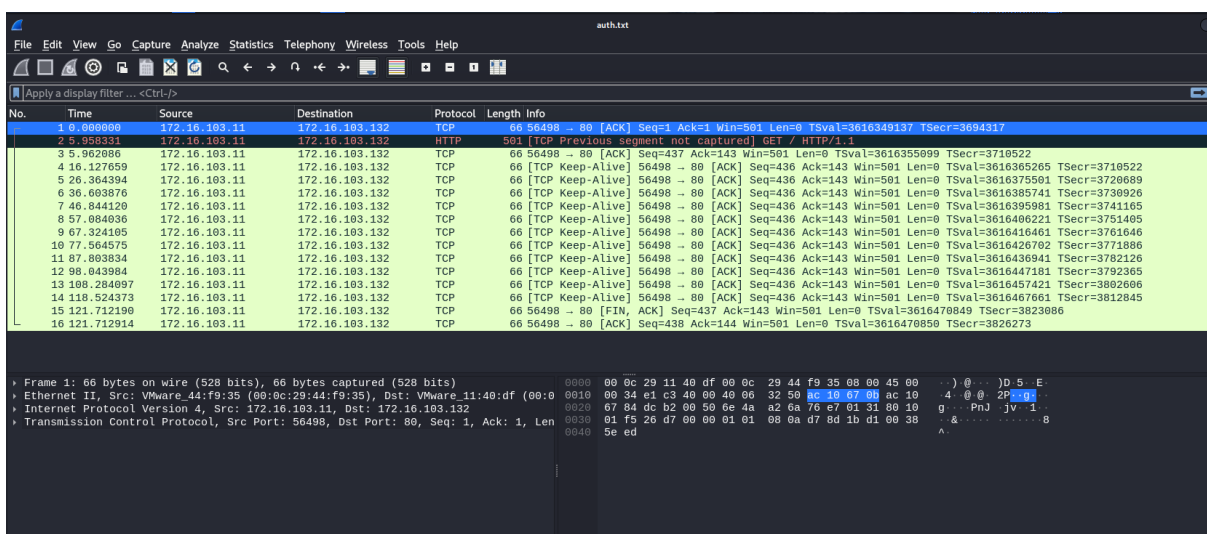 auth.txt
File Edit View Go Capture Analyze Statistics Telephony Wireless Tools Help
Apply a display filter ... <Ctrl-/>
No. Time Source Destination Protocol Length Info
1 0.000000 172.16.103.11 172.16.103.132 TCP 66 56498 → 80 [ACK] Seq=1 Ack=1 Win=501 Len=0 TSval=3616349137 TSecr=3694317
2 5.958331 172.16.103.11 172.16.103.132 HTTP 501 [TCP Previous segment not captured] GET / HTTP/1.1
3 5.962086 172.16.103.11 172.16.103.132 TCP 66 56498 → 80 [ACK] Seq=437 Ack=143 Win=501 Len=0 TSval=3616355099 TSecr=3710522
4 16.127659 172.16.103.11 172.16.103.132 TCP 66 [TCP Keep-Alive] 56498 → 80 [ACK] Seq=436 Ack=143 Win=501 Len=0 TSval=3616365265 TSecr=3710522
5 26.364394 172.16.103.11 172.16.103.132 TCP 66 [TCP Keep-Alive] 56498 → 80 [ACK] Seq=436 Ack=143 Win=501 Len=0 TSval=3616375501 TSecr=3720689
6 36.603876 172.16.103.11 172.16.103.132 TCP 66 [TCP Keep-Alive] 56498 → 80 [ACK] Seq=436 Ack=143 Win=501 Len=0 TSval=3616385741 TSecr=3730926
7 46.844120 172.16.103.11 172.16.103.132 TCP 66 [TCP Keep-Alive] 56498 → 80 [ACK] Seq=436 Ack=143 Win=501 Len=0 TSval=3616395981 TSecr=3741165
8 57.084036 172.16.103.11 172.16.103.132 TCP 66 [TCP Keep-Alive] 56498 → 80 [ACK] Seq=436 Ack=143 Win=501 Len=0 TSval=3616406221 TSecr=3751405
9 67.324105 172.16.103.11 172.16.103.132 TCP 66 [TCP Keep-Alive] 56498 → 80 [ACK] Seq=436 Ack=143 Win=501 Len=0 TSval=3616416461 TSecr=3761646
10 77.564575 172.16.103.11 172.16.103.132 TCP 66 [TCP Keep-Alive] 56498 → 80 [ACK] Seq=436 Ack=143 Win=501 Len=0 TSval=3616426702 TSecr=3771886
11 87.803834 172.16.103.11 172.16.103.132 TCP 66 [TCP Keep-Alive] 56498 → 80 [ACK] Seq=436 Ack=143 Win=501 Len=0 TSval=3616436941 TSecr=3782126
12 98.043984 172.16.103.11 172.16.103.132 TCP 66 [TCP Keep-Alive] 56498 → 80 [ACK] Seq=436 Ack=143 Win=501 Len=0 TSval=3616447181 TSecr=3792365
13 108.284097 172.16.103.11 172.16.103.132 TCP 66 [TCP Keep-Alive] 56498 → 80 [ACK] Seq=436 Ack=143 Win=501 Len=0 TSval=3616457421 TSecr=3802606
14 118.524373 172.16.103.11 172.16.103.132 TCP 66 [TCP Keep-Alive] 56498 → 80 [ACK] Seq=436 Ack=143 Win=501 Len=0 TSval=3616467661 TSecr=3812845
15 121.712190 172.16.103.11 172.16.103.132 TCP 66 56498 → 80 [FIN, ACK] Seq=437 Ack=143 Win=501 Len=0 TSval=3616470849 TSecr=3823086
16 121.712914 172.16.103.11 172.16.103.132 TCP 66 56498 → 80 [ACK] Seq=438 Ack=144 Win=501 Len=0 TSval=3616470850 TSecr=3826273
Frame 1: 66 bytes on wire (528 bits), 66 bytes captured (528 bits)
Ethernet II, Src: VMware_44:f9:35 (00:0c:29:44:f9:35), Dst: VMware_11:40:df (00:0
Internet Protocol Version 4, Src: 172.16.103.11, Dst: 172.16.103.132
Transmission Control Protocol, Src Port: 56498, Dst Port: 80, Seq: 1, Ack: 1, Len
0000 00 0c 29 11 40 df 00 0c 29 44 f9 35 08 00 45 00 ··)·@··· )D·5··E·
0010 00 34 e1 c3 40 00 40 06 32 50 ac 10 67 0b ac 10 ·4··@·@· 2P··g···
0020 67 84 dc b2 00 50 6e 4a a2 6a 76 e7 01 31 80 10 g····PnJ ·jv··1··
0030 01 f5 26 d7 00 00 01 01 08 0a d7 8d 1b d1 00 38 ··&····· ·······8
0040 5e ed ^·